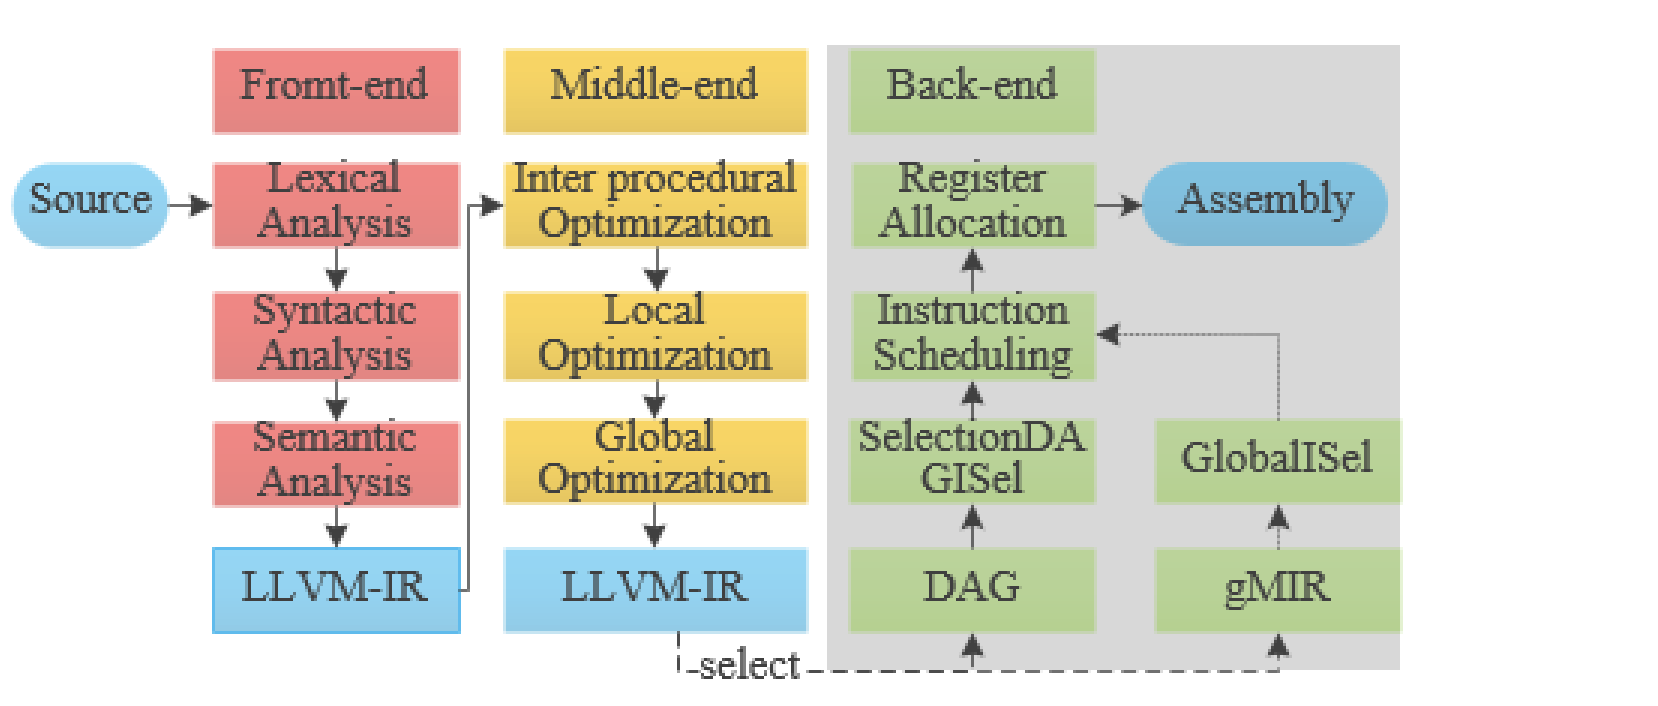 Fromt-end
Middle-end
Back-end
Source
Lexical
Analysis
Inter procedural
Optimization
Register
Allocation
Assembly
Syntactic
Analysis
Local
Optimization
Instruction
Scheduling
Semantic
Analysis
Global
Optimization
SelectionDA
GISel
GlobalISel
LLVM-IR
LLVM-IR
DAG
gMIR
select